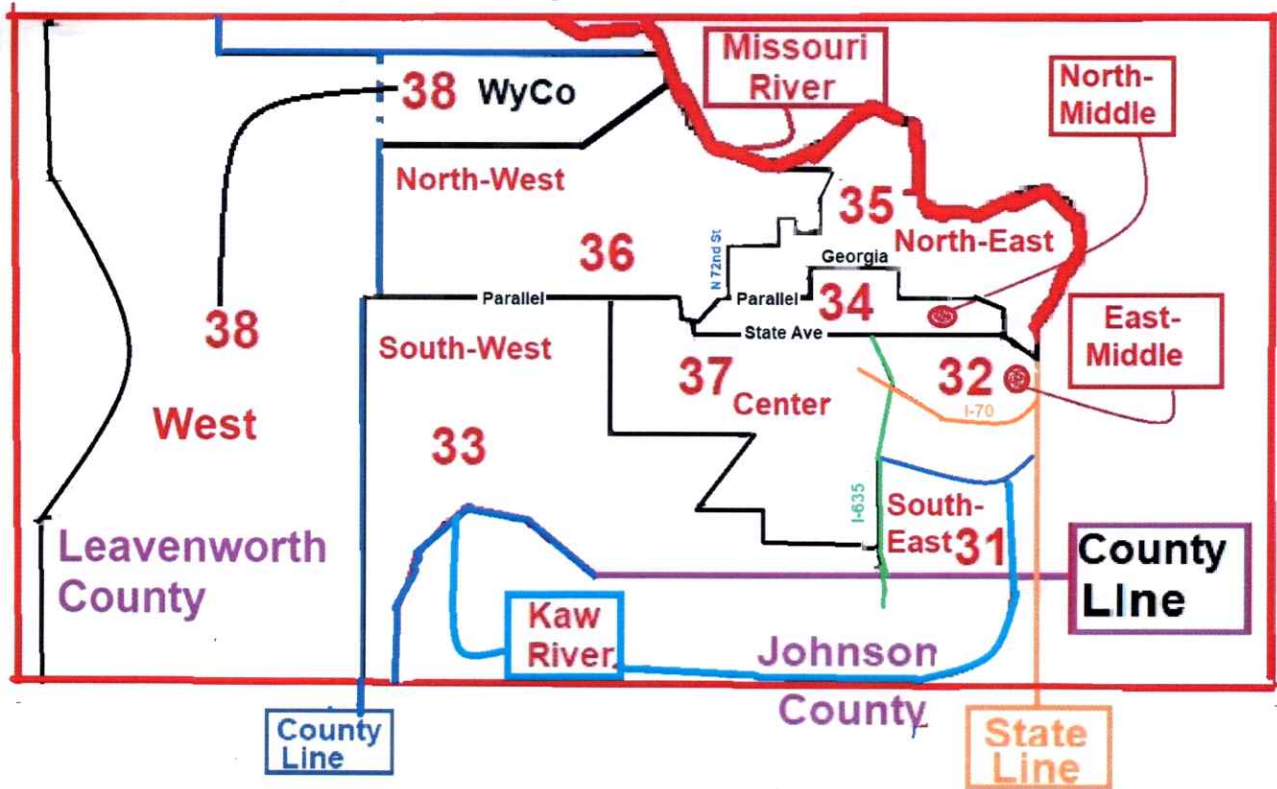 Missouri
River
North-
Middle
38 WyCo
North-West
35
North-East
N 72nd St
36
Georgia
Parallel
Parallel
34
State Ave
East-
Middle
38
South-West
37
Center
32
I-70
West
33
I-635
South-
East 31
Leavenworth
County
County
LIne
Kaw
River
Johnson
County
County
Line
State
Line